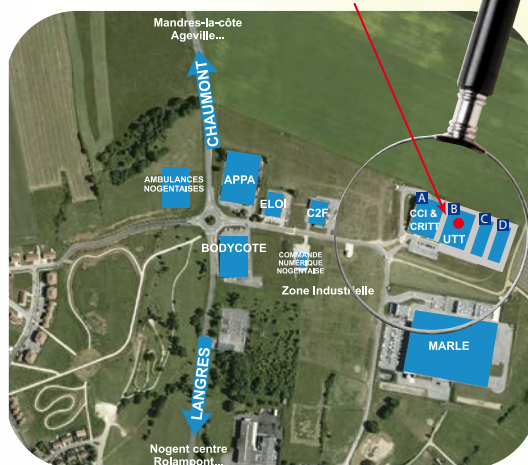 Mandres-la-côte
Ageville...
CHAUMONT
AMBULANCES
NOGENTAISES
APPA
ELOI
C2F
A
B
C
D
CCI &
CRITT
UTT
BODYCOTE
COMMANDE
NUMÉRIQUE
NOGENTAISE
Zone Industrielle
MARLE
LANGRES
Nogent centre
Rolampont...